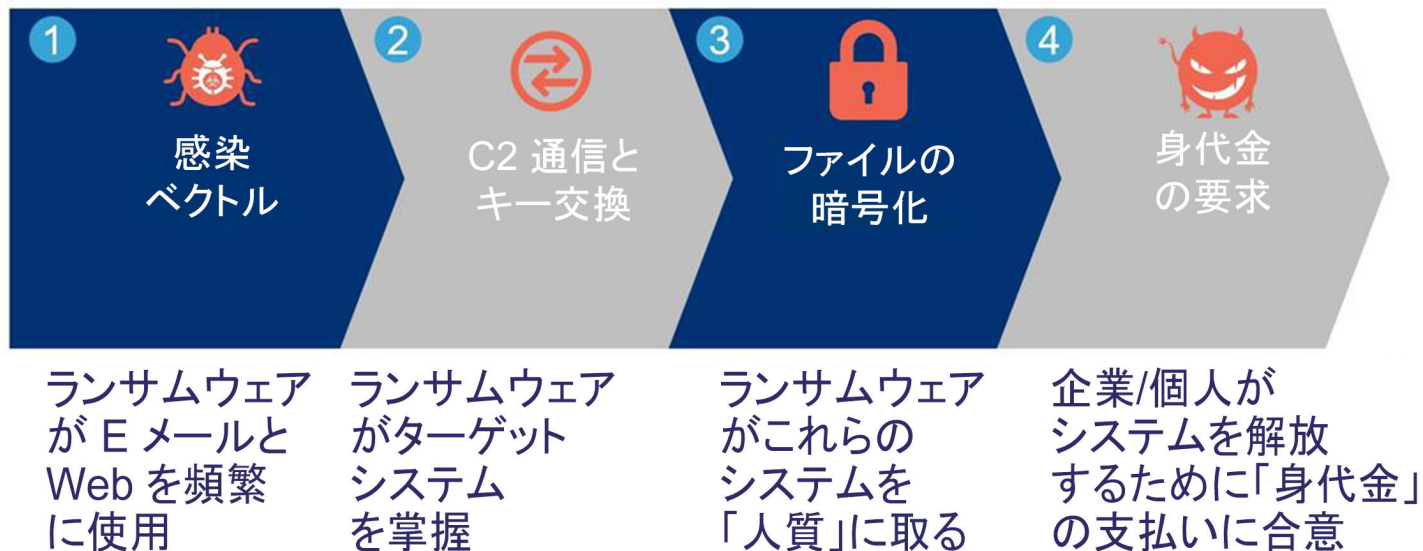 1
感染
ベクトル
2
C2 通信と
キー交換
3
ファイルの
暗号化
4
身代金
の要求
ランサムウェア
が E メールと
Web を頻繁
に使用
ランサムウェア
がターゲット
システム
を掌握
ランサムウェア
がこれらの
システムを
「人質」に取る
企業/個人が
システムを解放
するために「身代金」
の支払いに合意